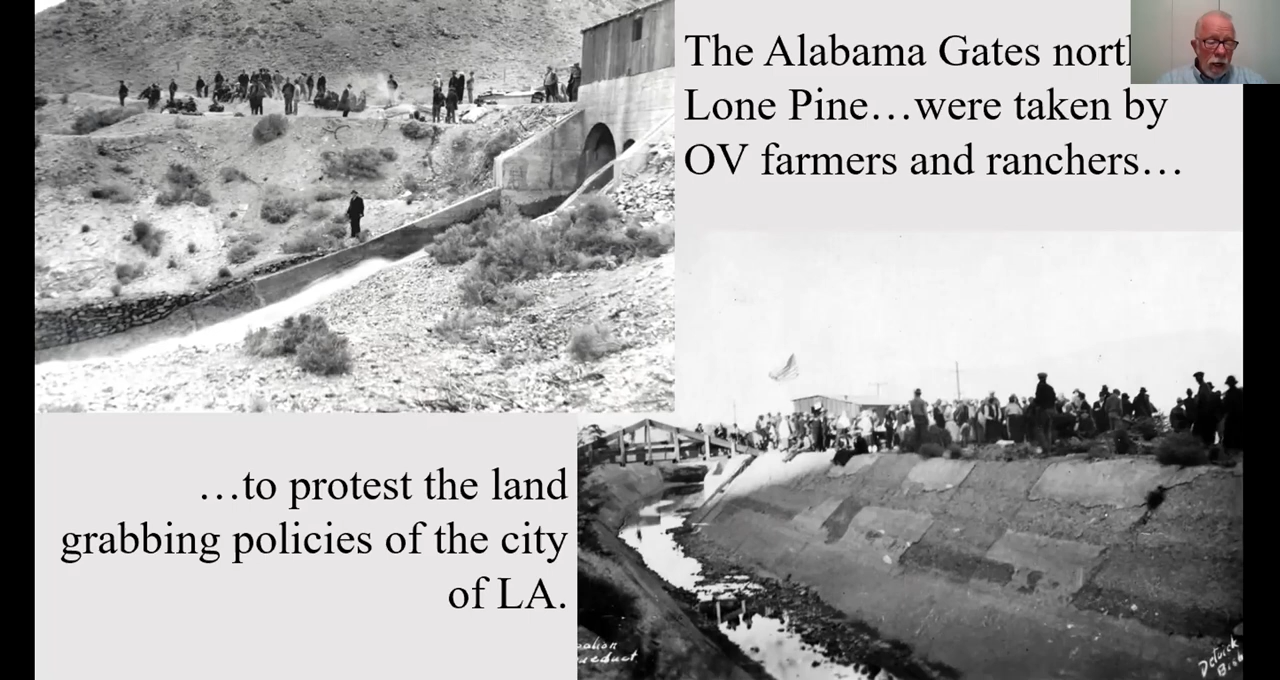 The Alabama Gates nort
Lone Pine…were taken by
OV farmers and ranchers…
…to protest the land
grabbing policies of the city
of LA.